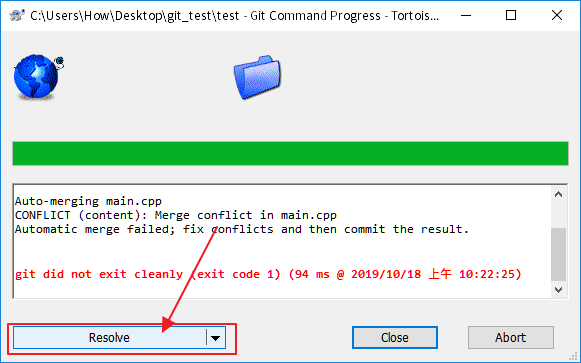 C:\Users\How\Desktop\git_test\test - Git Command Progress - Tortois...
Auto-merging main.cpp
CONFLICT (content): Merge conflict in main.cpp
Automatic merge failed; fix conflicts and then commit the result.
git did not exit cleanly (exit code 1) (94 ms @ 2019/10/18 上午 10:22:25)
Resolve
Close
Abort